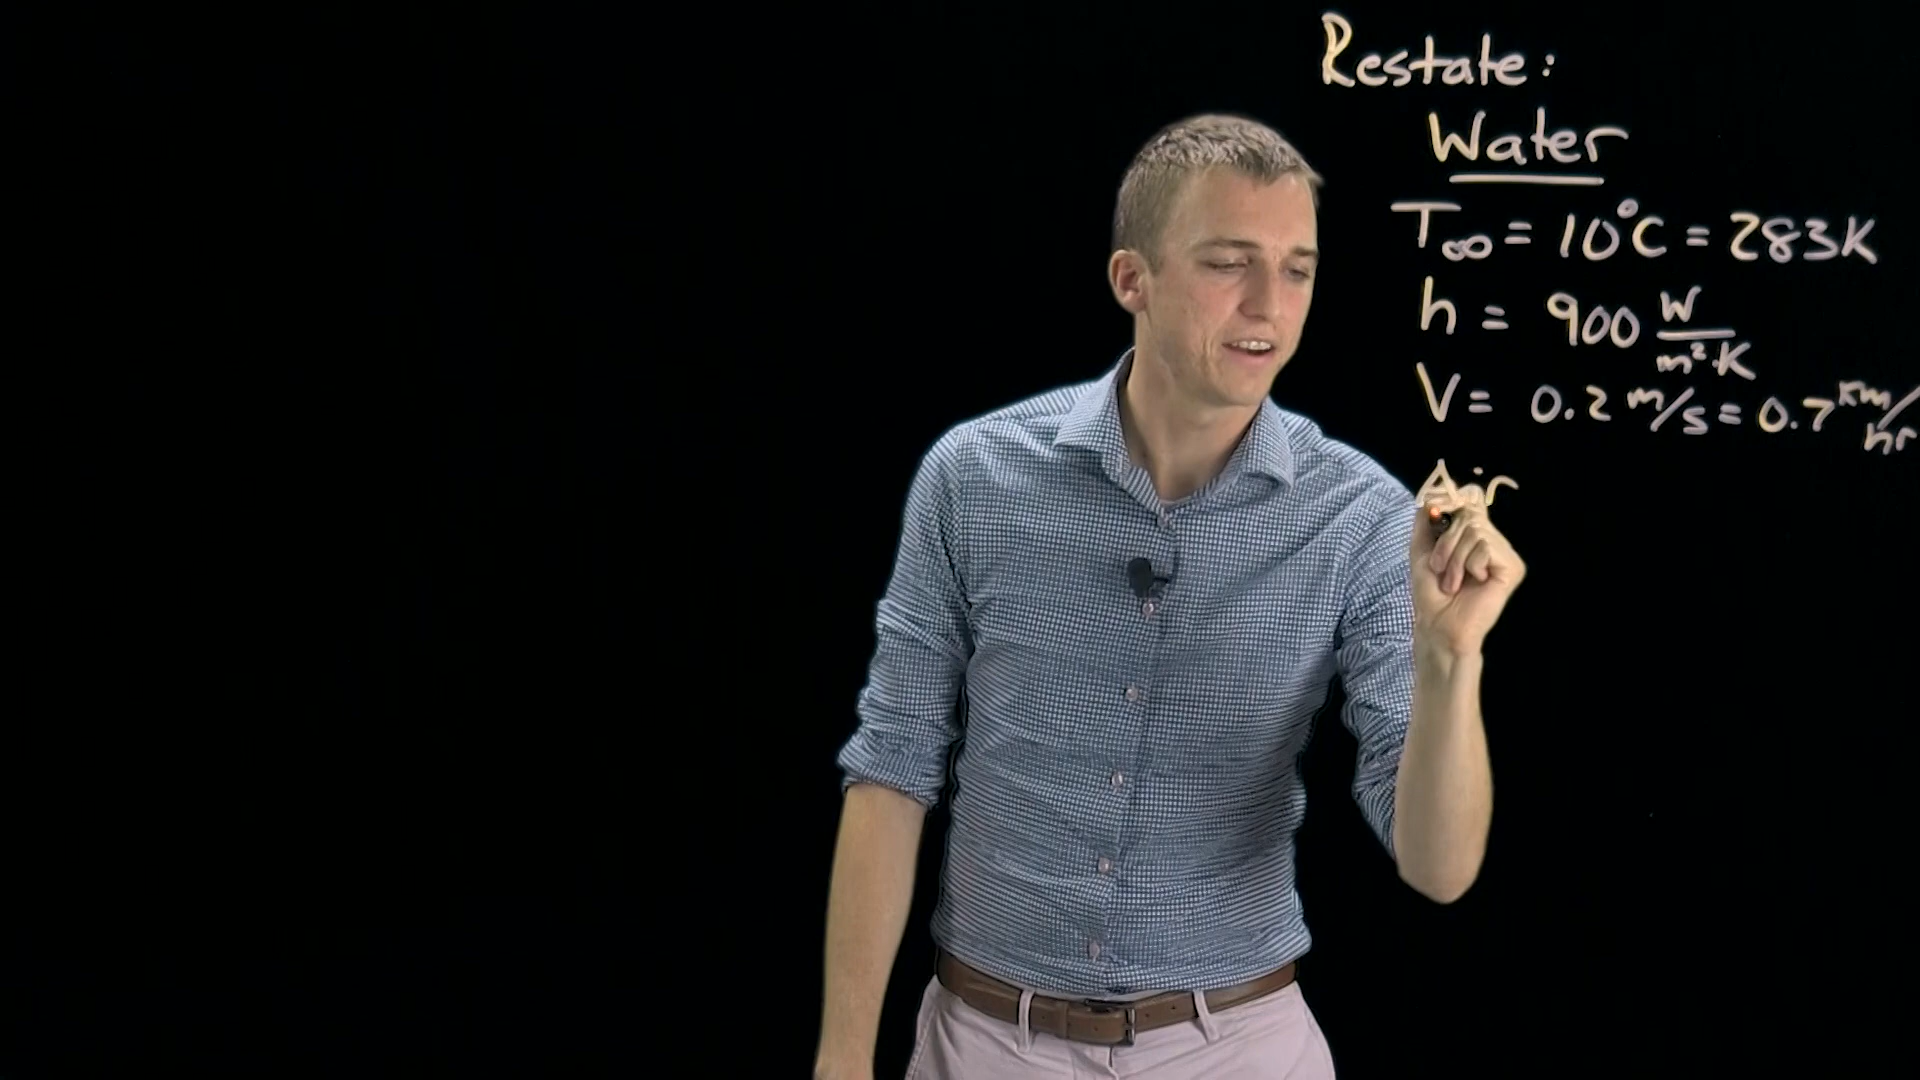 Restate:
Water
T∞ = 10°C = 283K
h = 900 W/m²·K
V = 0.2 m/s = 0.7 km/hr
Air